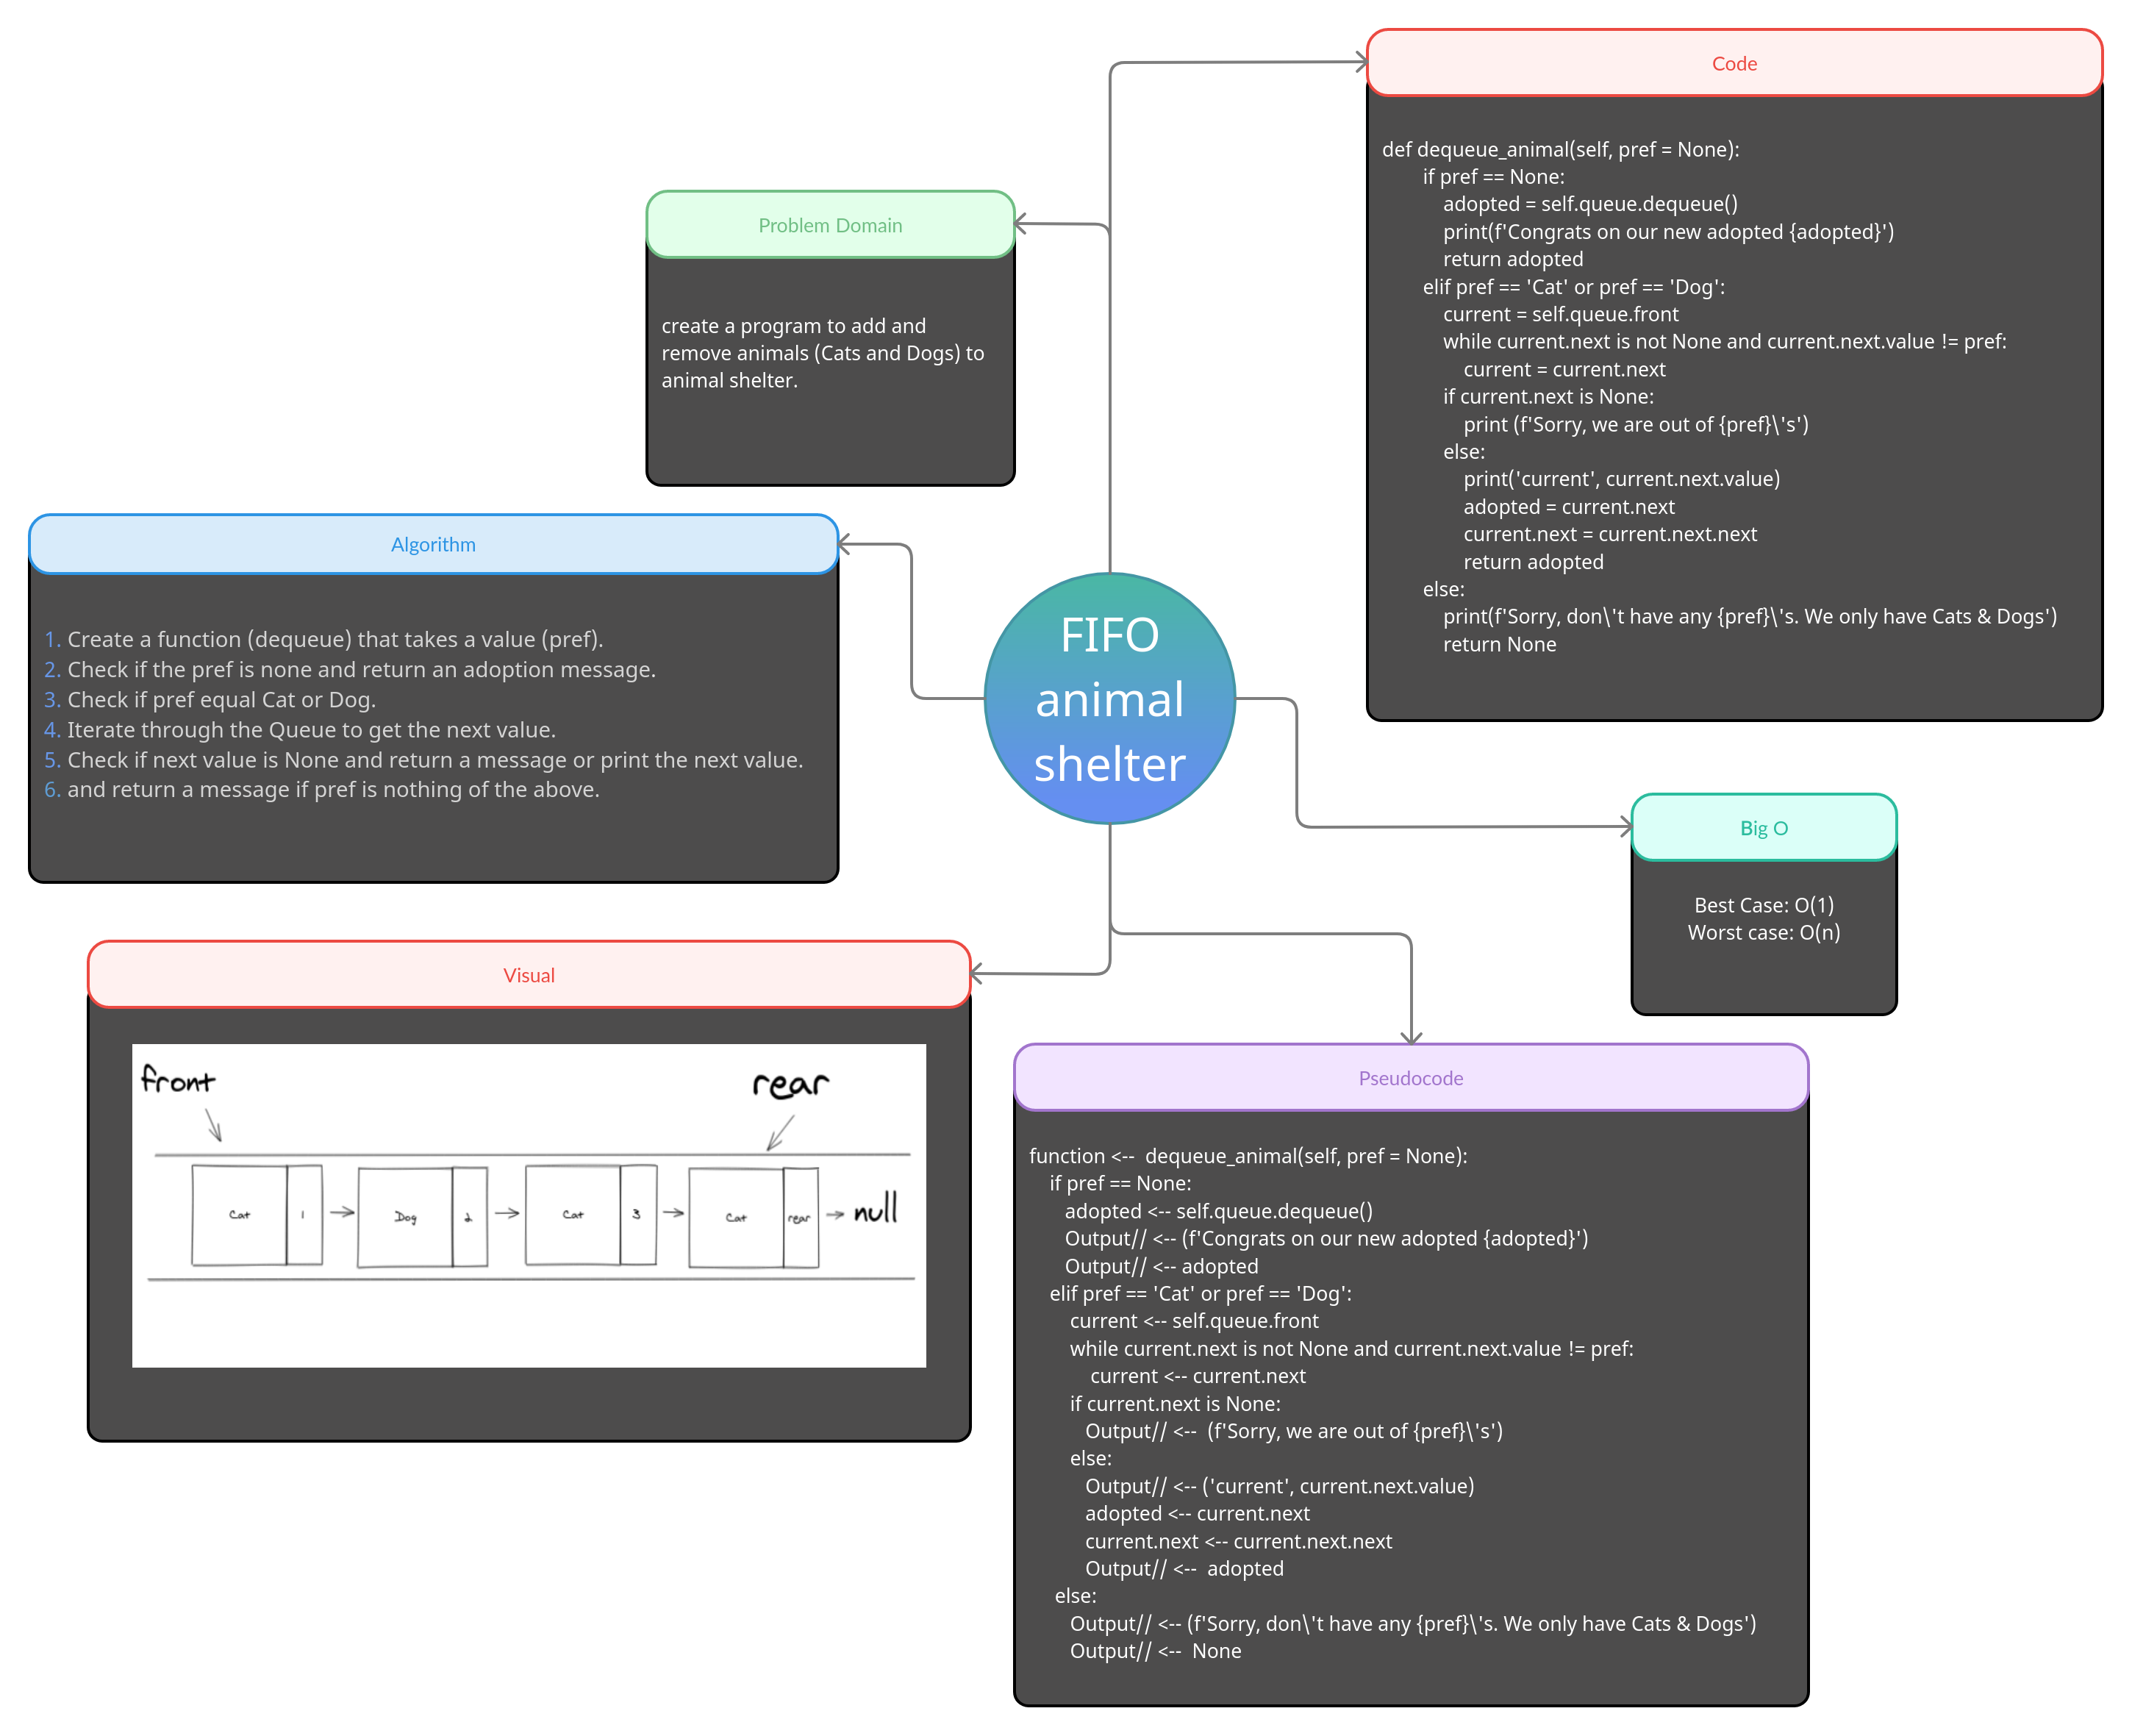 Code
def dequeue_animal(self, pref = None):
if pref == None:
adopted = self.queue.dequeue()
print(f'Congrats on our new adopted {adopted}')
return adopted
elif pref == 'Cat' or pref == 'Dog':
current = self.queue.front
while current.next is not None and current.next.value != pref:
current = current.next
if current.next is None:
print (f'Sorry, we are out of {pref}\'s')
else:
print('current', current.next.value)
adopted = current.next
current.next = current.next.next
return adopted
else:
print(f'Sorry, don\'t have any {pref}\'s. We only have Cats & Dogs')
return None
Problem Domain
create a program to add and
remove animals (Cats and Dogs) to
animal shelter.
Algorithm
1. Create a function (dequeue) that takes a value (pref).
2. Check if the pref is none and return an adoption message.
3. Check if pref equal Cat or Dog.
4. Iterate through the Queue to get the next value.
5. Check if next value is None and return a message or print the next value.
6. and return a message if pref is nothing of the above.
FIFO
animal
shelter
Big O
Best Case: O(1)
Worst case: O(n)
Visual
front
rear
Cat 1 Dog 2 Cat 3 Cat rear null
Pseudocode
function <--  dequeue_animal(self, pref = None):
if pref == None:
adopted <-- self.queue.dequeue()
Output// <-- (f'Congrats on our new adopted {adopted}')
Output// <-- adopted
elif pref == 'Cat' or pref == 'Dog':
current <-- self.queue.front
while current.next is not None and current.next.value != pref:
current <-- current.next
if current.next is None:
Output// <--  (f'Sorry, we are out of {pref}\'s')
else:
Output// <-- ('current', current.next.value)
adopted <-- current.next
current.next <-- current.next.next
Output// <--  adopted
else:
Output// <-- (f'Sorry, don\'t have any {pref}\'s. We only have Cats & Dogs')
Output// <--  None